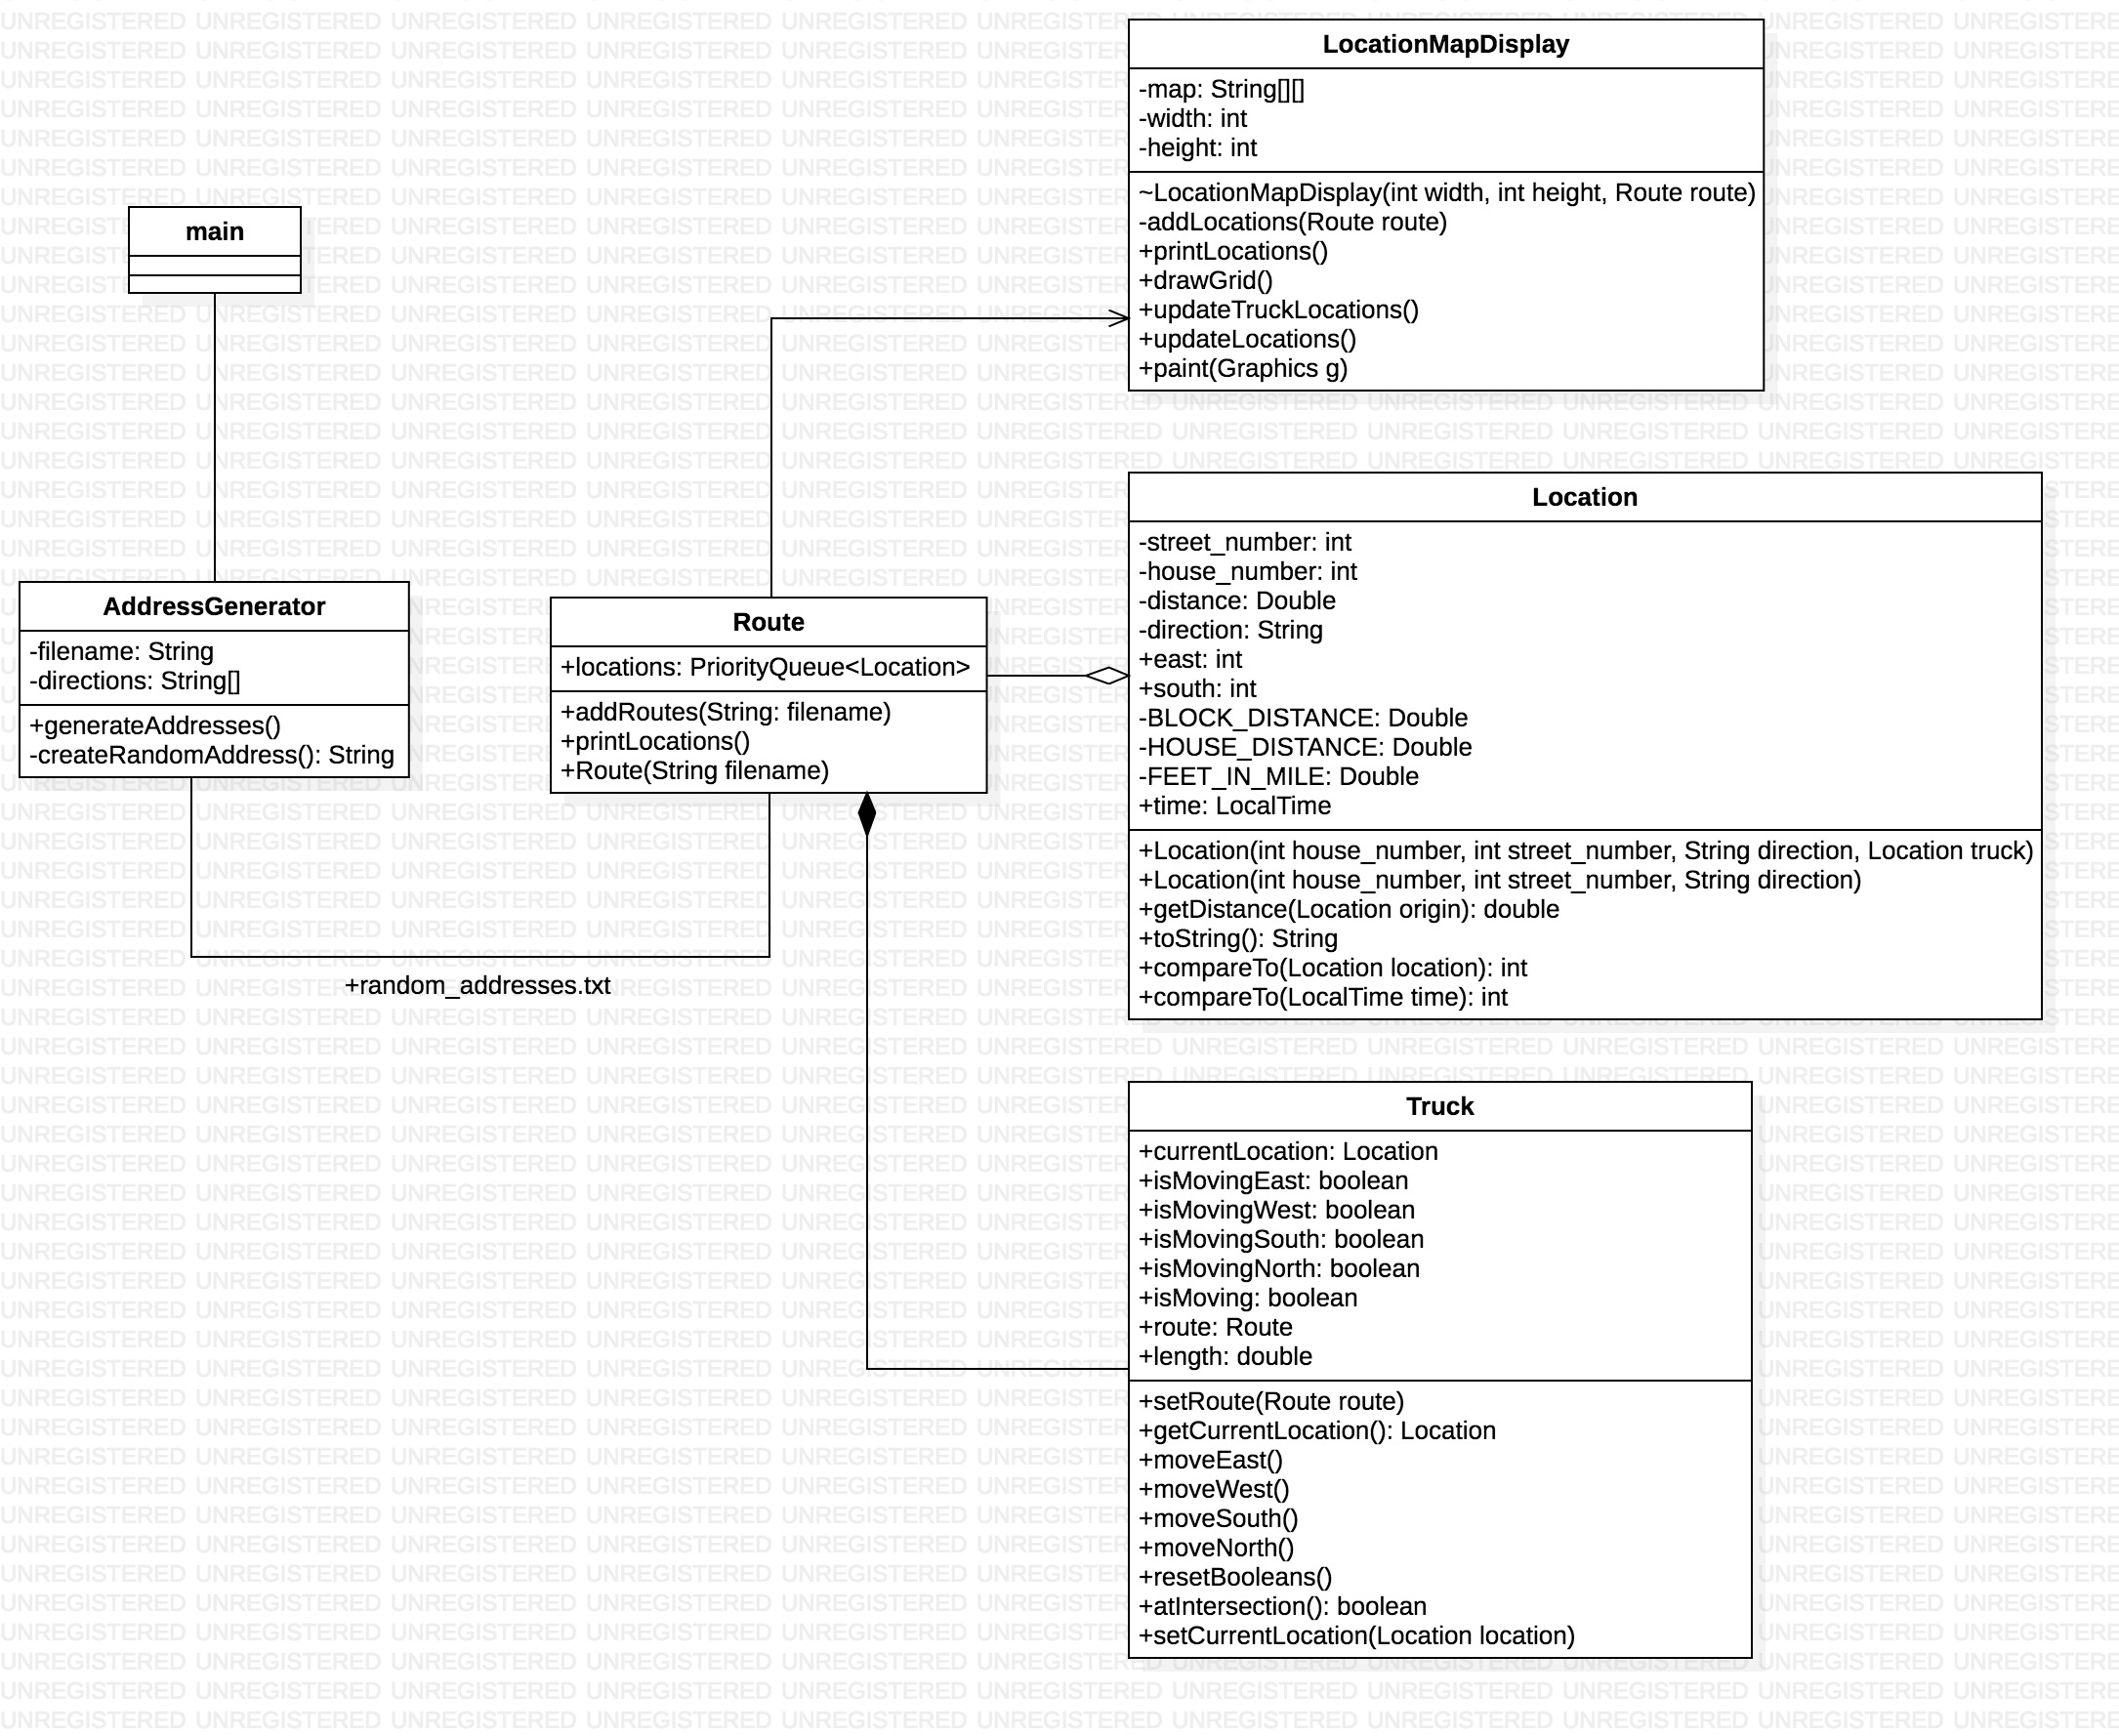 main
AddressGenerator
-filename: String
-directions: String[]
+generateAddresses()
-createRandomAddress(): String
+random_addresses.txt
Route
+locations: PriorityQueue<Location>
+addRoutes(String: filename)
+printLocations()
+Route(String filename)
LocationMapDisplay
-map: String[][]
-width: int
-height: int
~LocationMapDisplay(int width, int height, Route route)
-addLocations(Route route)
+printLocations()
+drawGrid()
+updateTruckLocations()
+updateLocations()
+paint(Graphics g)
Location
-street_number: int
-house_number: int
-distance: Double
-direction: String
+east: int
+south: int
-BLOCK_DISTANCE: Double
-HOUSE_DISTANCE: Double
-FEET_IN_MILE: Double
+time: LocalTime
+Location(int house_number, int street_number, String direction, Location truck)
+Location(int house_number, int street_number, String direction)
+getDistance(Location origin): double
+toString(): String
+compareTo(Location location): int
+compareTo(LocalTime time): int
Truck
+currentLocation: Location
+isMovingEast: boolean
+isMovingWest: boolean
+isMovingSouth: boolean
+isMovingNorth: boolean
+isMoving: boolean
+route: Route
+length: double
+setRoute(Route route)
+getCurrentLocation(): Location
+moveEast()
+moveWest()
+moveSouth()
+moveNorth()
+resetBooleans()
+atIntersection(): boolean
+setCurrentLocation(Location location)
UNREGISTERED